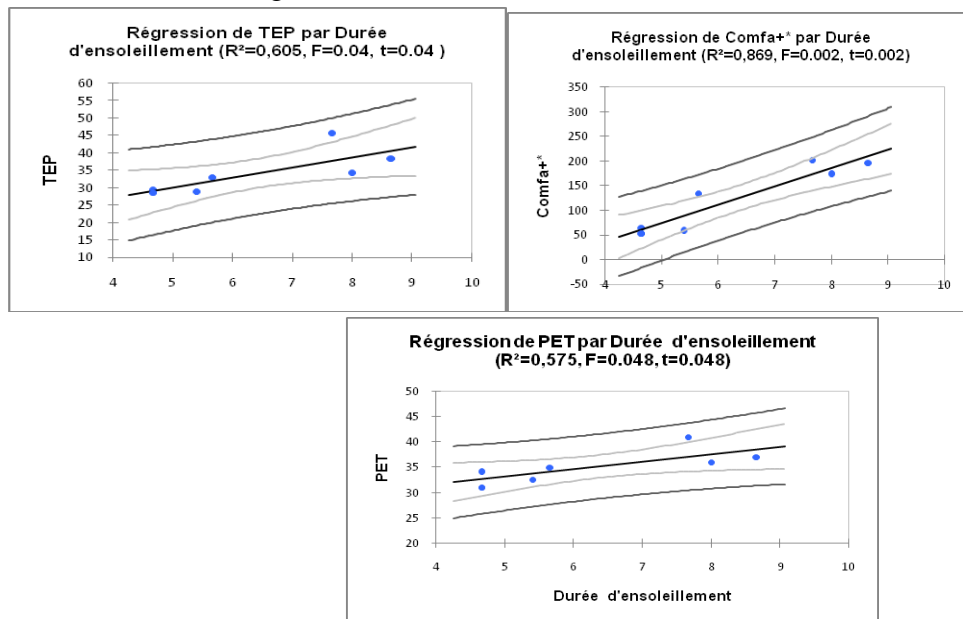 Régression de TEP par Durée
d'ensoleillement (R²=0,605, F=0.04, t=0.04 )
TEP
60
55
50
45
40
35
30
25
20
15
10
4 5 6 7 8 9 10
Régression de Comfa+* par Durée
d'ensoleillement (R²=0,869, F=0.002, t=0.002)
Comfa+*
350
300
250
200
150
100
50
0
-50
4 5 6 7 8 9 10
Régression de PET par Durée d'ensoleillement
(R²=0,575, F=0.048, t=0.048)
PET
50
45
40
35
30
25
20
4 5 6 7 8 9 10
Durée d'ensoleillement